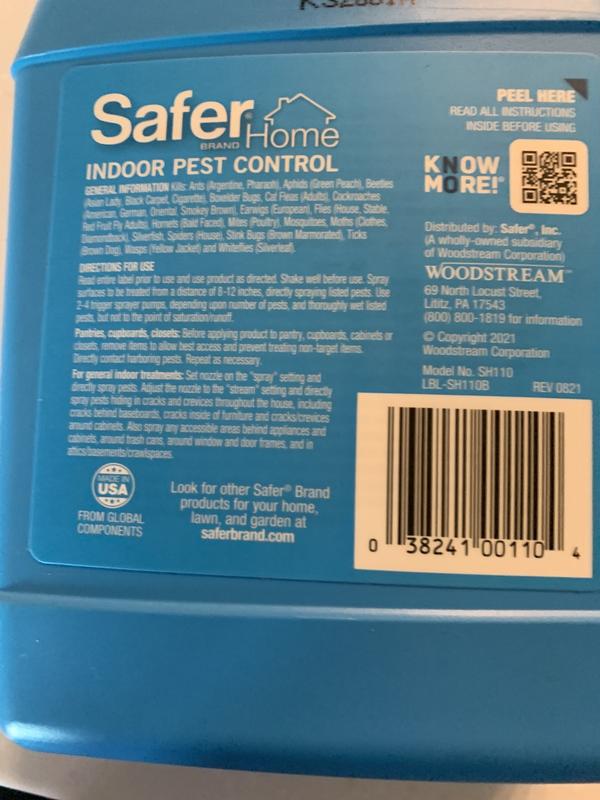 Safer®
BRAND Home®
INDOOR PEST CONTROL
GENERAL INFORMATION Kills: Ants (Argentine, Pharaoh), Aphids (Green Peach), Beetles
(Asian Lady, Black Carpet, Cigarette), Boxelder Bugs, Cat Fleas (Adults), Cockroaches
(American, German, Oriental, Smokey Brown), Earwigs (European), Flies (House, Stable,
Red Fruit Fly Adults), Hornets (Bald Faced), Mites (Poultry), Mosquitoes, Moths (Clothes,
Diamondback), Silverfish, Spiders (House), Stink Bugs (Brown Marmorated), Ticks
(Brown Dog), Wasps (Yellow Jacket) and Whiteflies (Silverleaf).
DIRECTIONS FOR USE
Read entire label prior to use and use product as directed. Shake well before use. Spray
surfaces to be treated from a distance of 8-12 inches, directly spraying listed pests. Use
2-4 trigger sprayer pumps, depending upon number of pests, and thoroughly wet listed
pests, but not to the point of saturation/runoff.
Pantries, cupboards, closets: Before applying product to pantry, cupboards, cabinets or
closets, remove items to allow best access and prevent treating non-target items.
Directly contact harboring pests. Repeat as necessary.
For general indoor treatments: Set nozzle on the "spray" setting and
directly spray pests. Adjust the nozzle to the "stream" setting and directly
spray pests hiding in cracks and crevices throughout the house, including
cracks behind baseboards, cracks inside of furniture and cracks/crevices
around cabinets. Also spray any accessible areas behind appliances and
cabinets, around trash cans, around window and door frames, and in
attics/basements/crawlspaces.
MADE IN
USA
FROM GLOBAL
COMPONENTS
Look for other Safer® Brand
products for your home,
lawn, and garden at
saferbrand.com
PEEL HERE
READ ALL INSTRUCTIONS
INSIDE BEFORE USING
KNOW
MORE!®
Distributed by: Safer®, Inc.
(A wholly-owned subsidiary
of Woodstream Corporation)
WOODSTREAM™
69 North Locust Street,
Lititz, PA 17543
(800) 800-1819 for information
© Copyright 2021
Woodstream Corporation
Model No. SH110
LBL-SH110B REV 0821
0 38241 00110 4